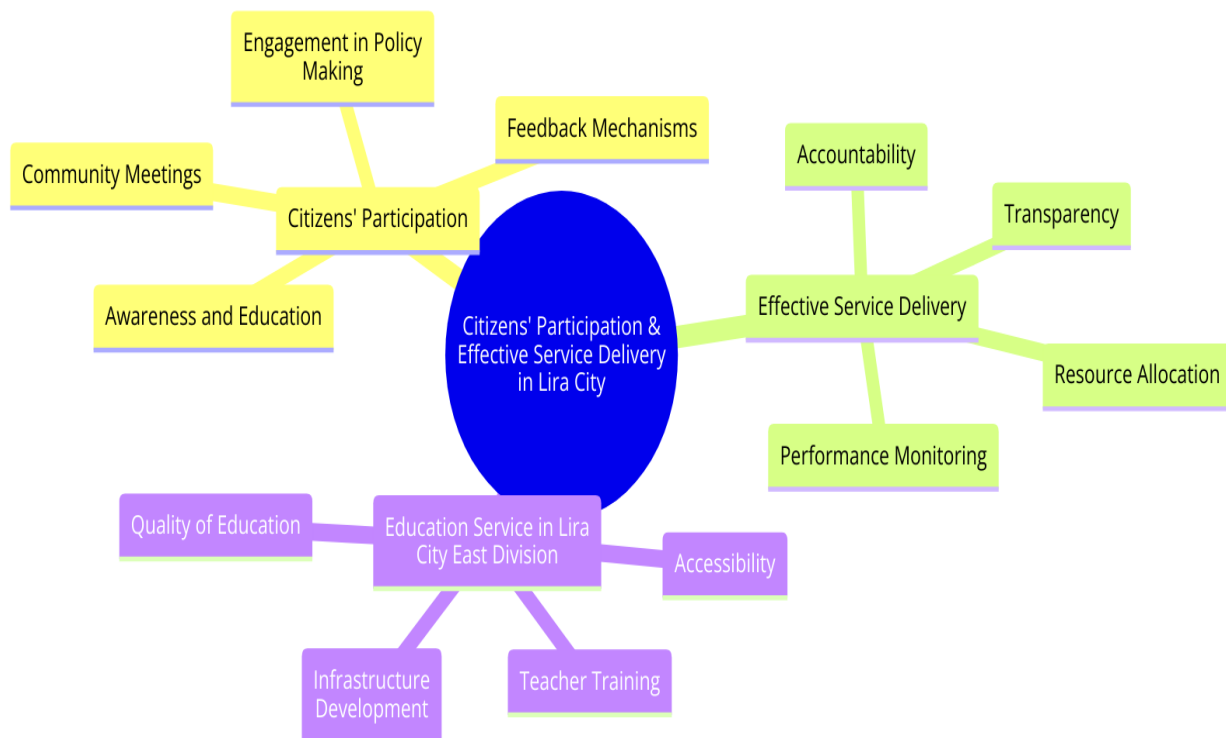 Engagement in Policy
Making
Feedback Mechanisms
Community Meetings
Citizens' Participation
Awareness and Education
Accountability
Transparency
Effective Service Delivery
Resource Allocation
Performance Monitoring
Citizens' Participation &
Effective Service Delivery
in Lira City
Quality of Education
Education Service in Lira
City East Division
Accessibility
Infrastructure
Development
Teacher Training